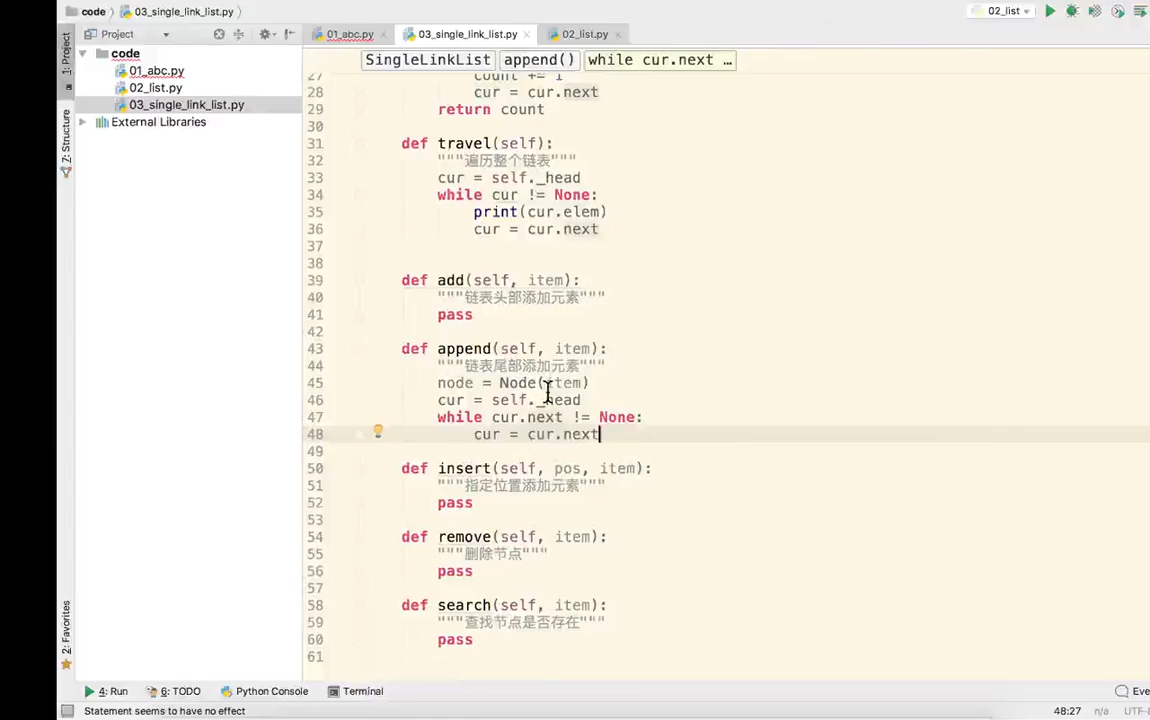 code 03_single_link_list.py 02_list
1: Project Project 01_abc.py 03_single_link_list.py 02_list.py
code
01_abc.py
02_list.py
03_single_link_list.py
External Libraries
7: Structure
2: Favorites
SingleLinkList append() while cur.next ...
27 count += 1
28 cur = cur.next
29 return count
30
31 def travel(self):
32 """遍历整个链表"""
33 cur = self._head
34 while cur != None:
35 print(cur.elem)
36 cur = cur.next
37
38
39 def add(self, item):
40 """链表头部添加元素"""
41 pass
42
43 def append(self, item):
44 """链表尾部添加元素"""
45 node = Node(item)
46 cur = self._head
47 while cur.next != None:
48 cur = cur.next
49
50 def insert(self, pos, item):
51 """指定位置添加元素"""
52 pass
53
54 def remove(self, item):
55 """删除节点"""
56 pass
57
58 def search(self, item):
59 """查找节点是否存在"""
60 pass
61
4: Run 6: TODO Python Console Terminal Eve
Statement seems to have no effect 48:27 n/a UTF-